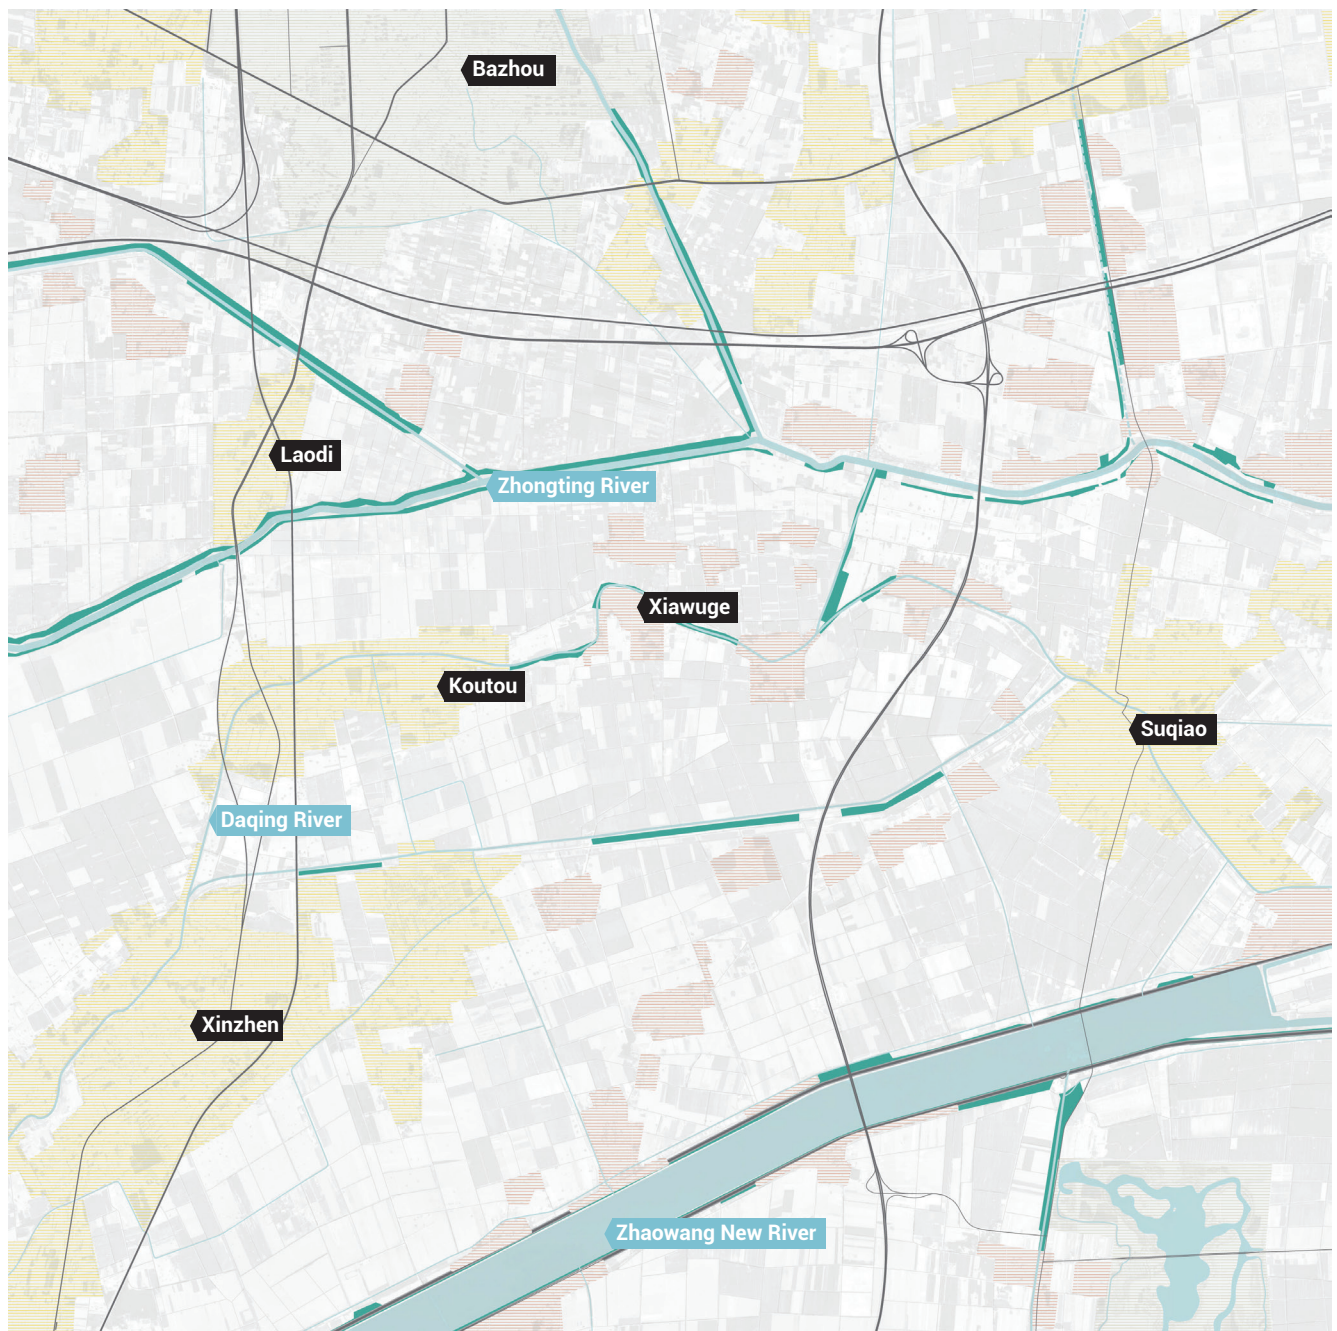 Bazhou
Laodi
Zhongting River
Xiawuge
Koutou
Suqiao
Daqing River
Xinzhen
Zhaowang New River